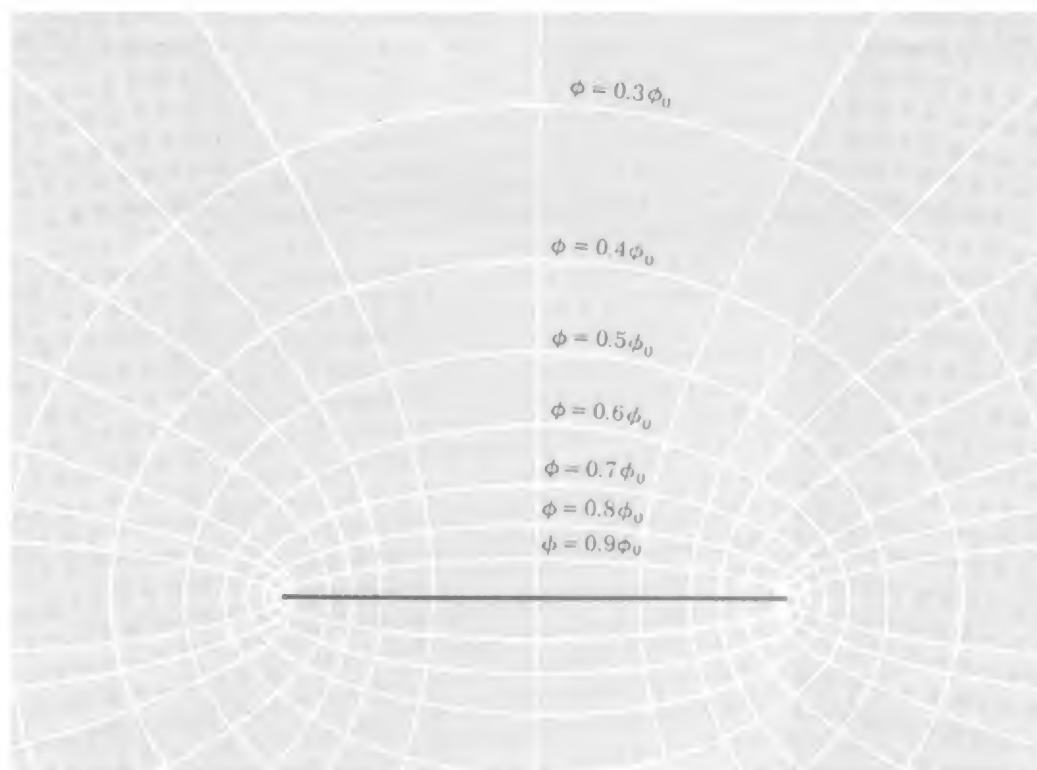 ϕ = 0.3ϕ₀
ϕ = 0.4ϕ₀
ϕ = 0.5ϕ₀
ϕ = 0.6ϕ₀
ϕ = 0.7ϕ₀
ϕ = 0.8ϕ₀
ϕ = 0.9ϕ₀